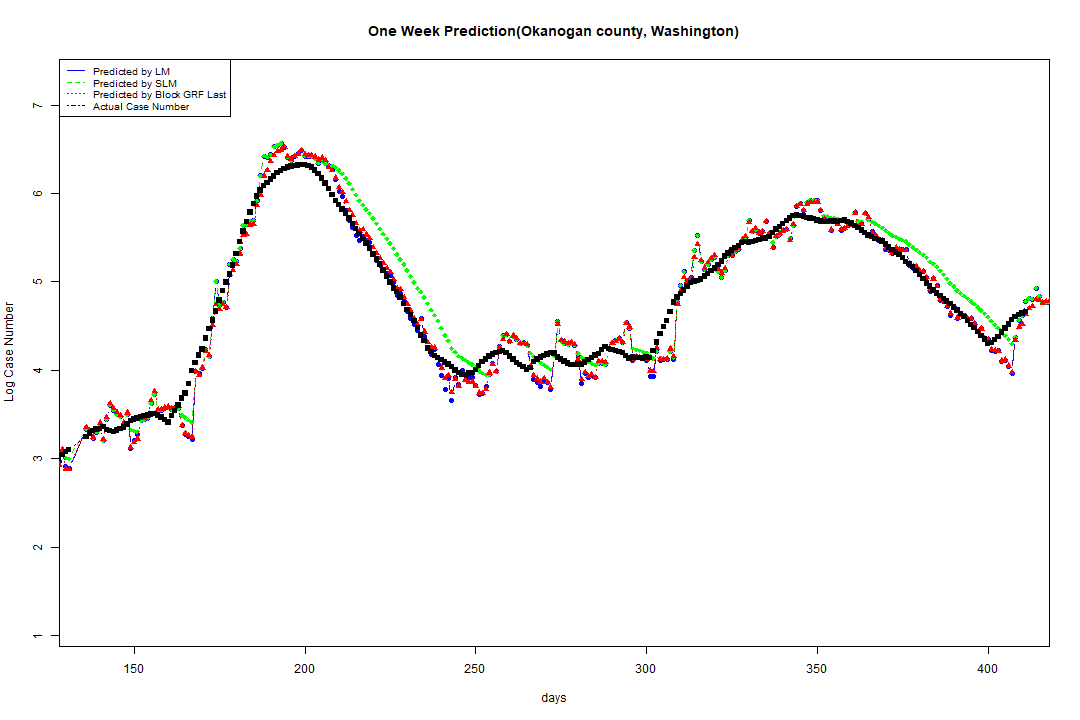 One Week Prediction(Okanogan county, Washington)
Predicted by LM
Predicted by SLM
Predicted by Block GRF Last
Actual Case Number
7
6
5
4
3
2
1
Log Case Number
150 200 250 300 350 400
days